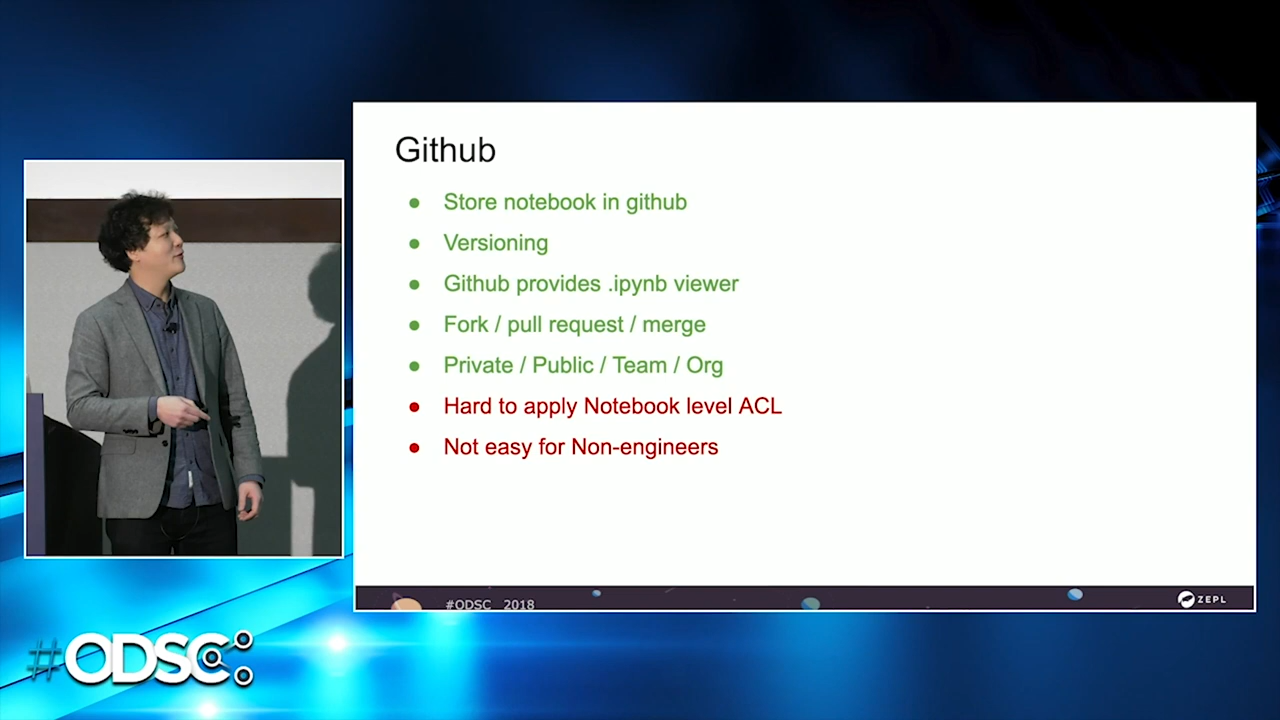 Github
● Store notebook in github
● Versioning
● Github provides .ipynb viewer
● Fork / pull request / merge
● Private / Public / Team / Org
● Hard to apply Notebook level ACL
● Not easy for Non-engineers
#ODSC 2018
ZEPL
#ODSC